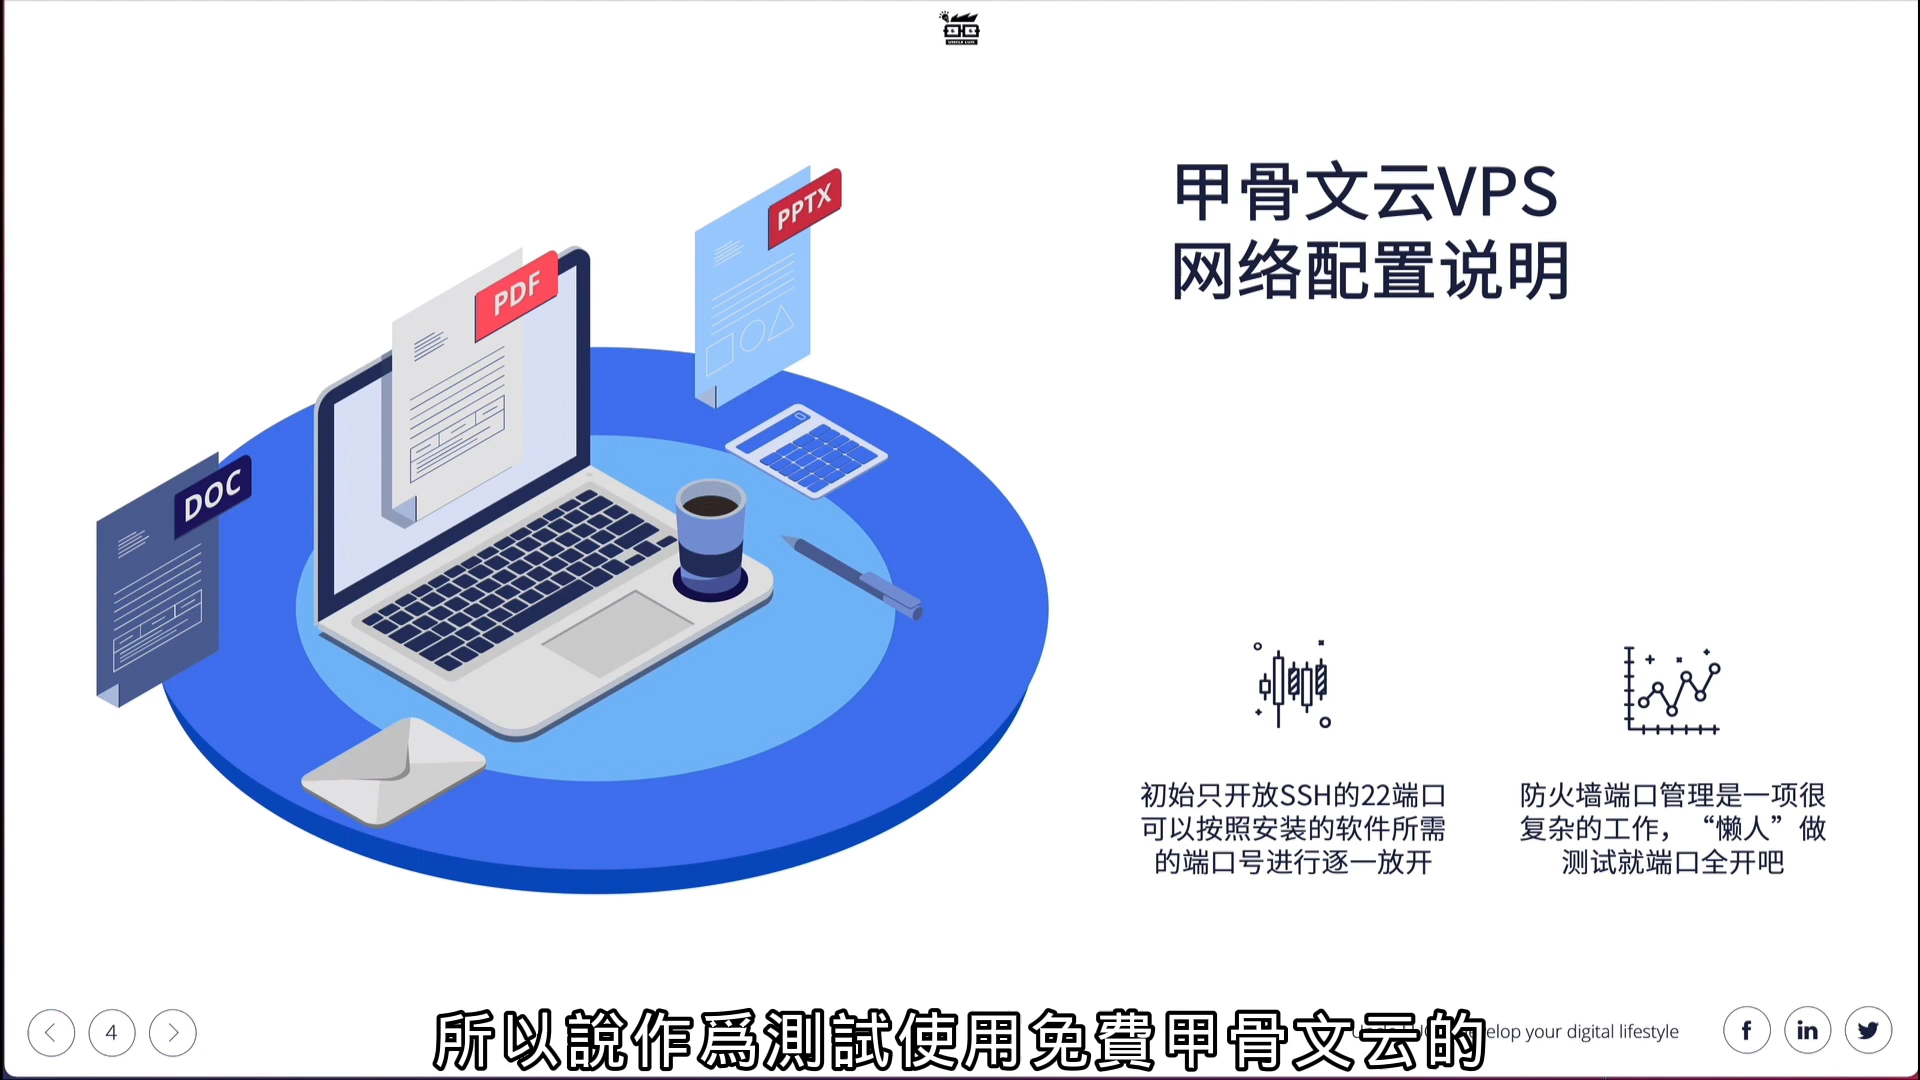 甲骨文云VPS
网络配置说明
PPTX
PDF
DOC
初始只开放SSH的22端口
可以按照安装的软件所需
的端口号进行逐一放开
防火墙端口管理是一项很
复杂的工作，“懒人”做
测试就端口全开吧
4
所以說作爲測試使用免費甲骨文云的
your digital lifestyle
f
in